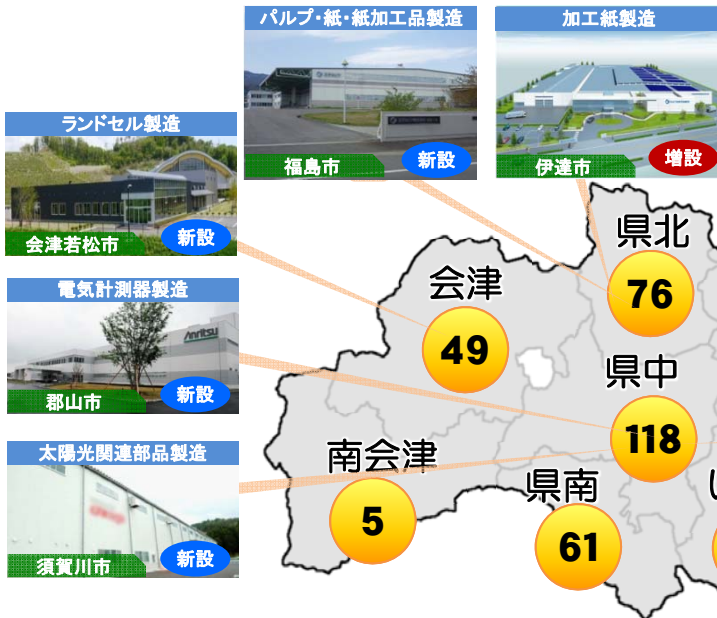 パルプ・紙・紙加工品製造
福島市
新設
加工紙製造
伊達市
増設
ランドセル製造
会津若松市
新設
電気計測器製造
Anritsu
郡山市
新設
太陽光関連部品製造
須賀川市
新設
県北
76
会津
49
県中
118
南会津
5
県南
61